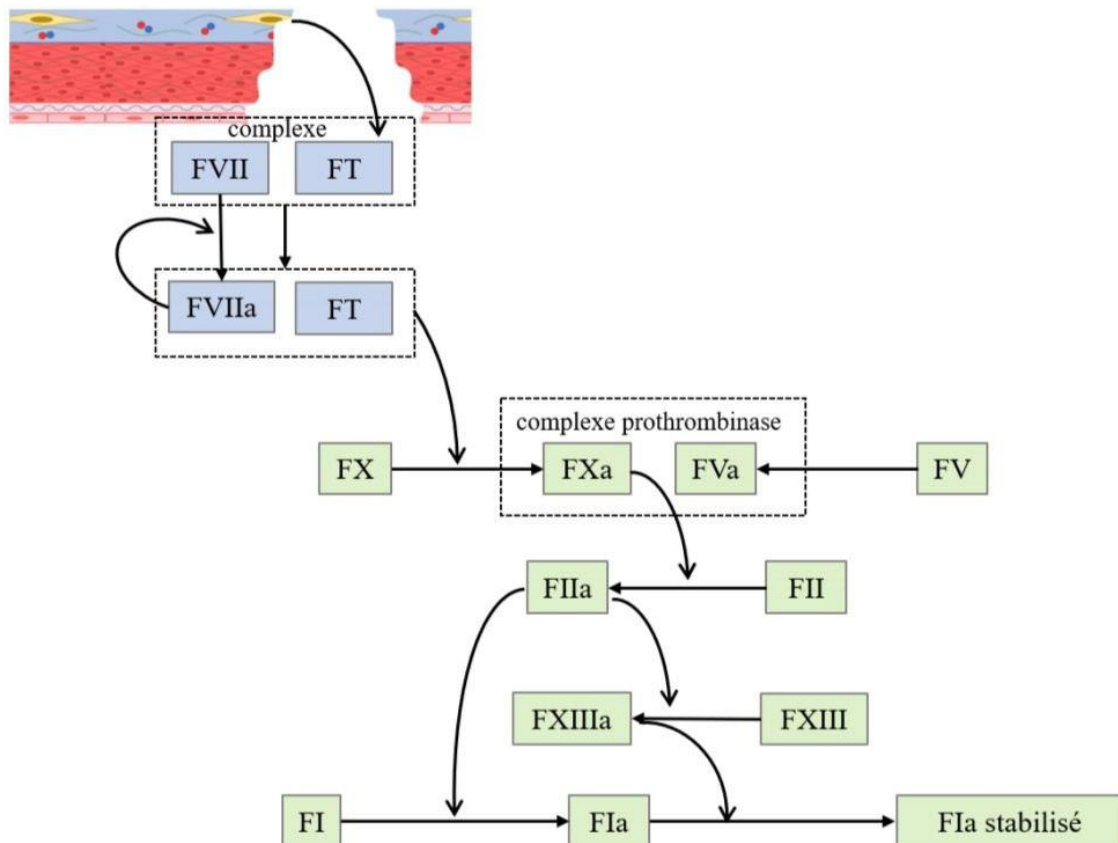 complexe
FVII
FT
FVIIa
FT
complexe prothrombinase
FX
FXa
FVa
FV
FIIa
FII
FXIIIa
FXIII
FI
FIa
FIa stabilisé